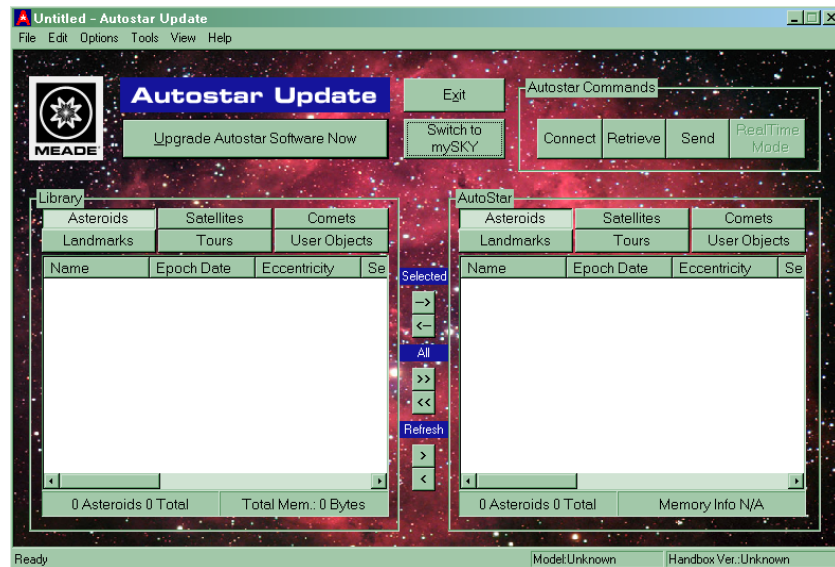 Untitled - Autostar Update
File Edit Options Tools View Help
MEADE
Autostar Update
Upgrade Autostar Software Now
Exit
Switch to
mySKY
Autostar Commands
Connect Retrieve Send RealTime
Mode
Library
Asteroids Satellites Comets
Landmarks Tours User Objects
Name Epoch Date Eccentricity Se
0 Asteroids 0 Total Total Mem.: 0 Bytes
Selected
-->
<--
All
>>
<<
Refresh
>
<
AutoStar
Asteroids Satellites Comets
Landmarks Tours User Objects
Name Epoch Date Eccentricity Se
0 Asteroids 0 Total Memory Info N/A
Ready Model:Unknown Handbox Ver.:Unknown